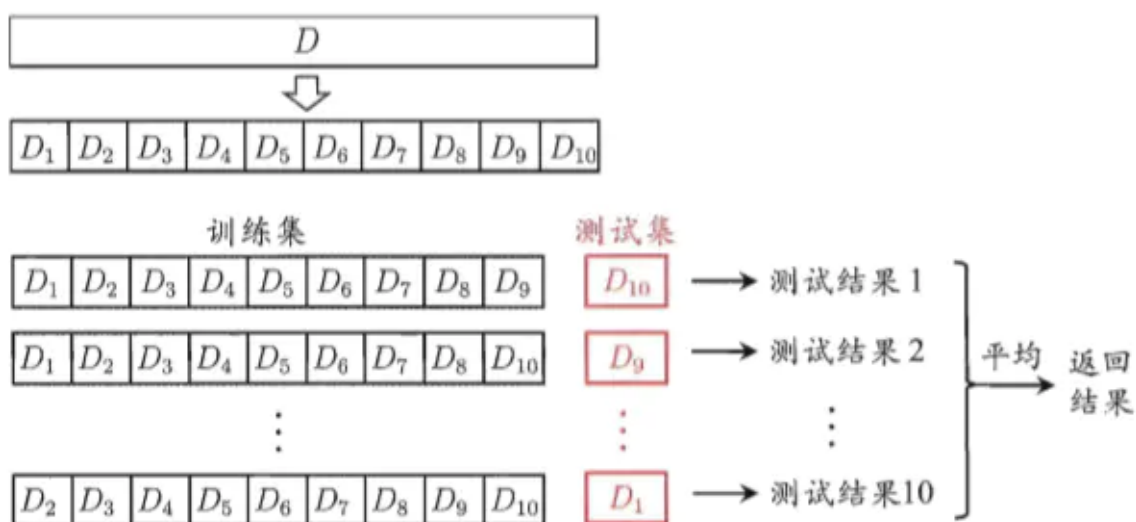 D
D₁ D₂ D₃ D₄ D₅ D₆ D₇ D₈ D₉ D₁₀
训练集 测试集
D₁ D₂ D₃ D₄ D₅ D₆ D₇ D₈ D₉ D₁₀ 测试结果1
D₁ D₂ D₃ D₄ D₅ D₆ D₇ D₈ D₁₀ D₉ 测试结果2
平均 返回
结果
D₂ D₃ D₄ D₅ D₆ D₇ D₈ D₉ D₁₀ D₁ 测试结果10